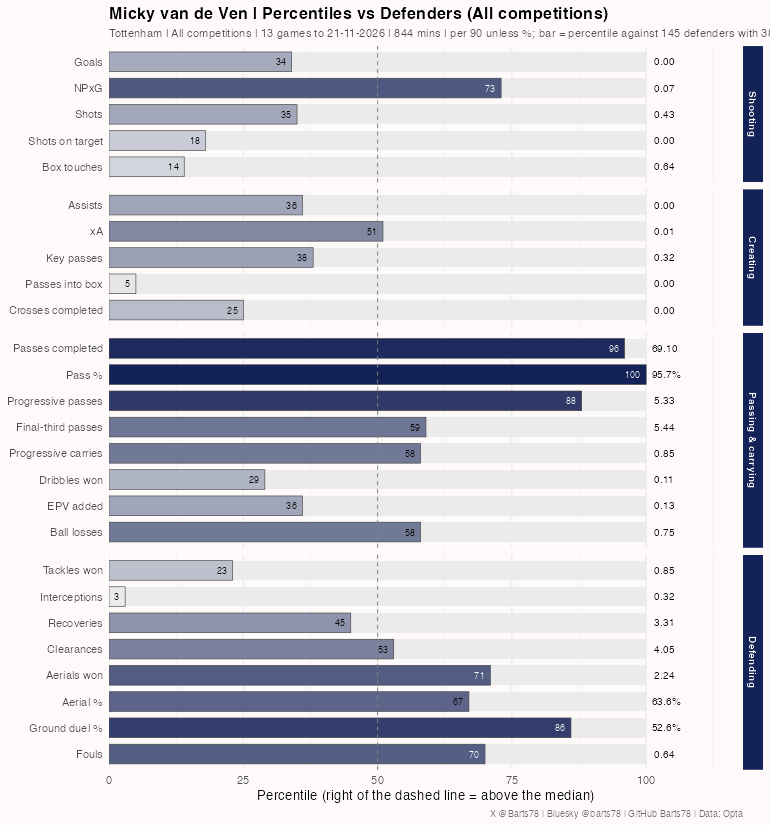 Micky van de Ven | Percentiles vs Defenders (All competitions)
Tottenham | All competitions | 13 games to 21-11-2026 | 844 mins | per 90 unless %; bar = percentile against 145 defenders with 38
Goals 34 0.00
NPxG 73 0.07
Shots 35 0.43
Shots on target 18 0.00
Box touches 14 0.64
Shooting
Assists 36 0.00
xA 51 0.01
Key passes 38 0.32
Passes into box 5 0.00
Crosses completed 25 0.00
Creating
Passes completed 96 69.10
Pass % 100 95.7%
Progressive passes 88 5.33
Final-third passes 59 5.44
Progressive carries 58 0.85
Dribbles won 29 0.11
EPV added 36 0.13
Ball losses 58 0.75
Passing & carrying
Tackles won 23 0.85
Interceptions 3 0.32
Recoveries 45 3.31
Clearances 53 4.05
Aerials won 71 2.24
Aerial % 67 63.6%
Ground duel % 86 52.6%
Fouls 70 0.64
Defending
0 25 50 75 100
Percentile (right of the dashed line = above the median)
X @Barts78 | Bluesky @barts78 | GitHub Barts78 | Data: Opta